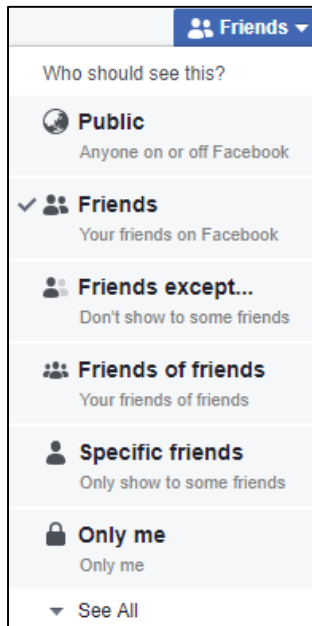 Friends
Who should see this?
Public
Anyone on or off Facebook
Friends
Your friends on Facebook
Friends except...
Don't show to some friends
Friends of friends
Your friends of friends
Specific friends
Only show to some friends
Only me
Only me
See All